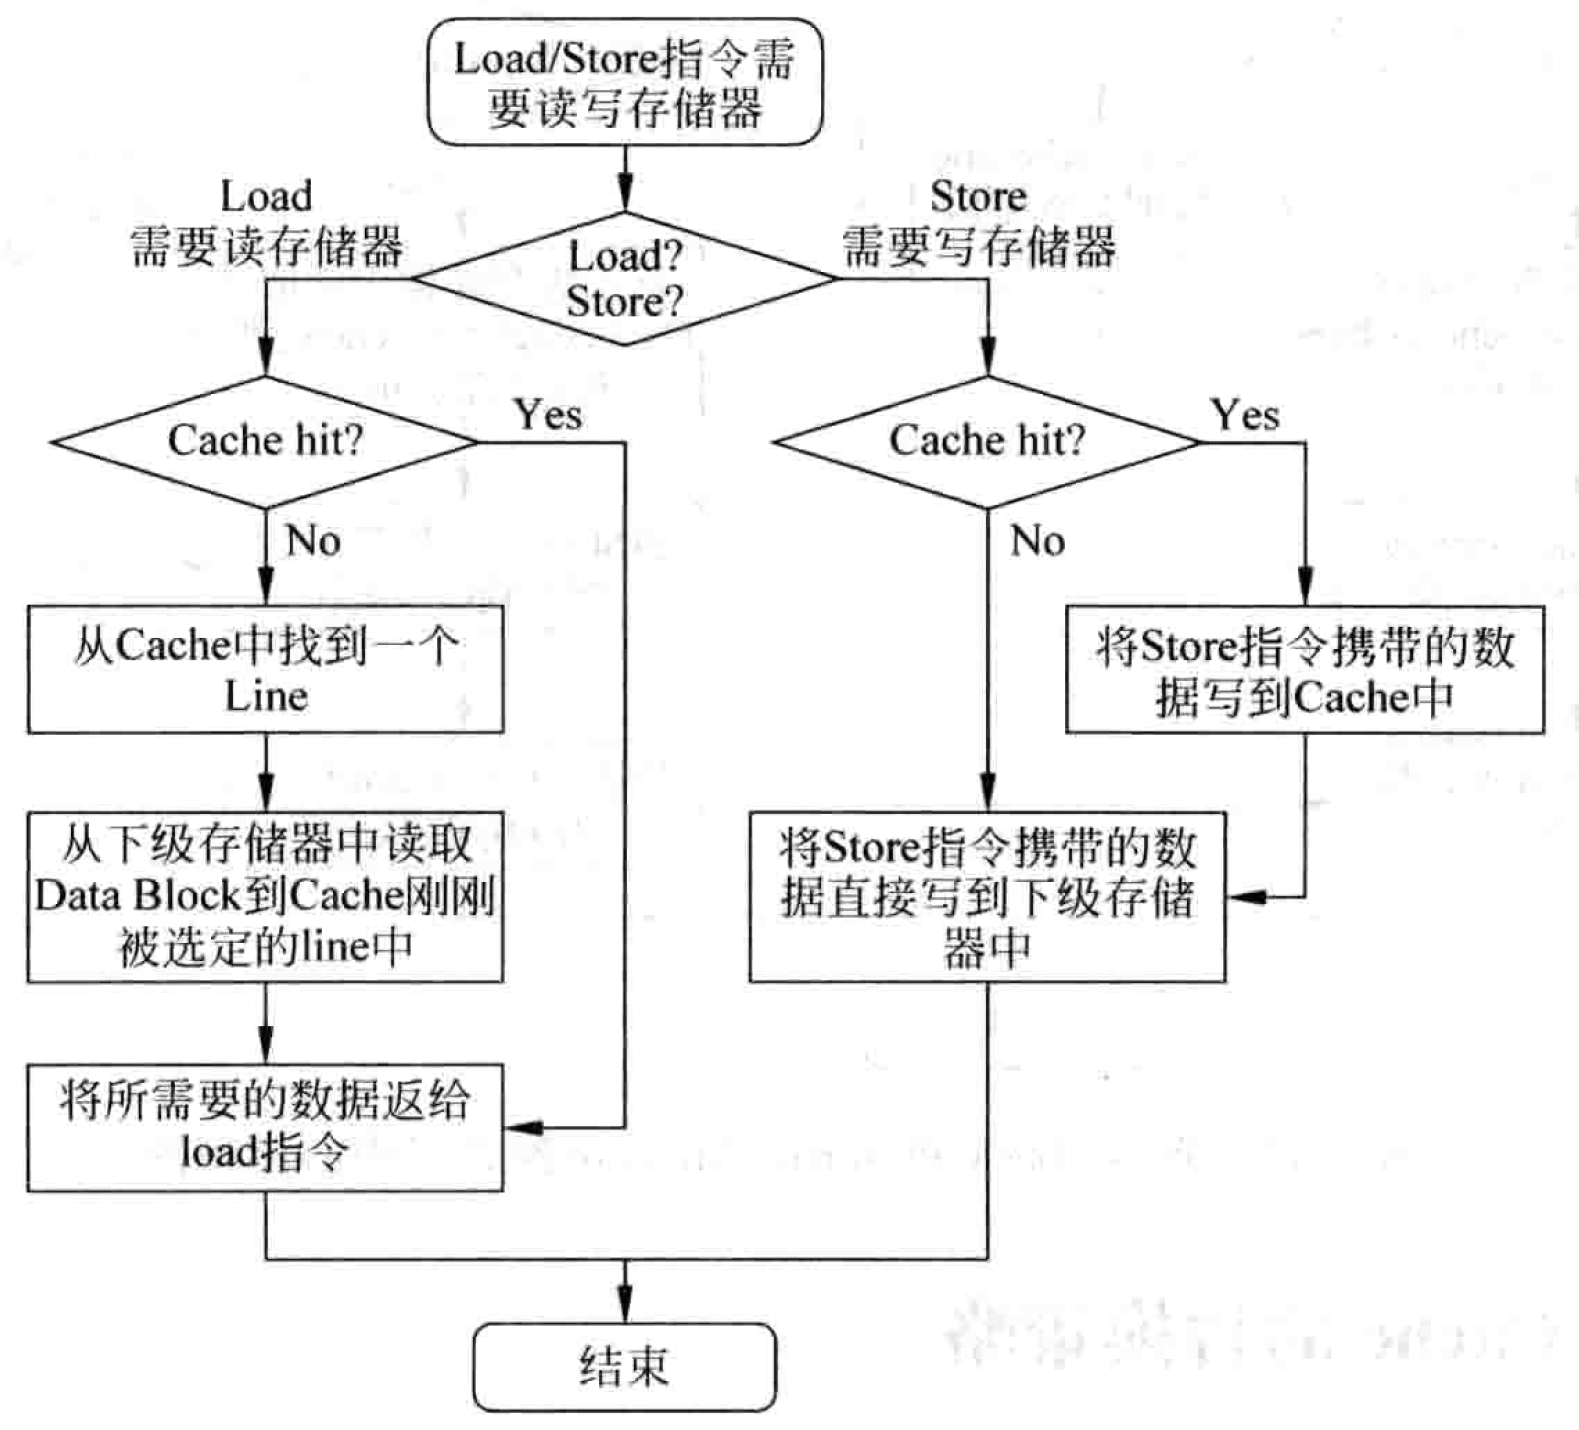 Load/Store指令需
要读写存储器
Load
需要读存储器
Store
需要写存储器
Load?
Store?
Cache hit?
Yes
No
Cache hit?
Yes
No
从Cache中找到一个
Line
将Store指令携带的数
据写到Cache中
从下级存储器中读取
Data Block到Cache刚刚
被选定的line中
将Store指令携带的数
据直接写到下级存储
器中
将所需要的数据返给
load指令
结束